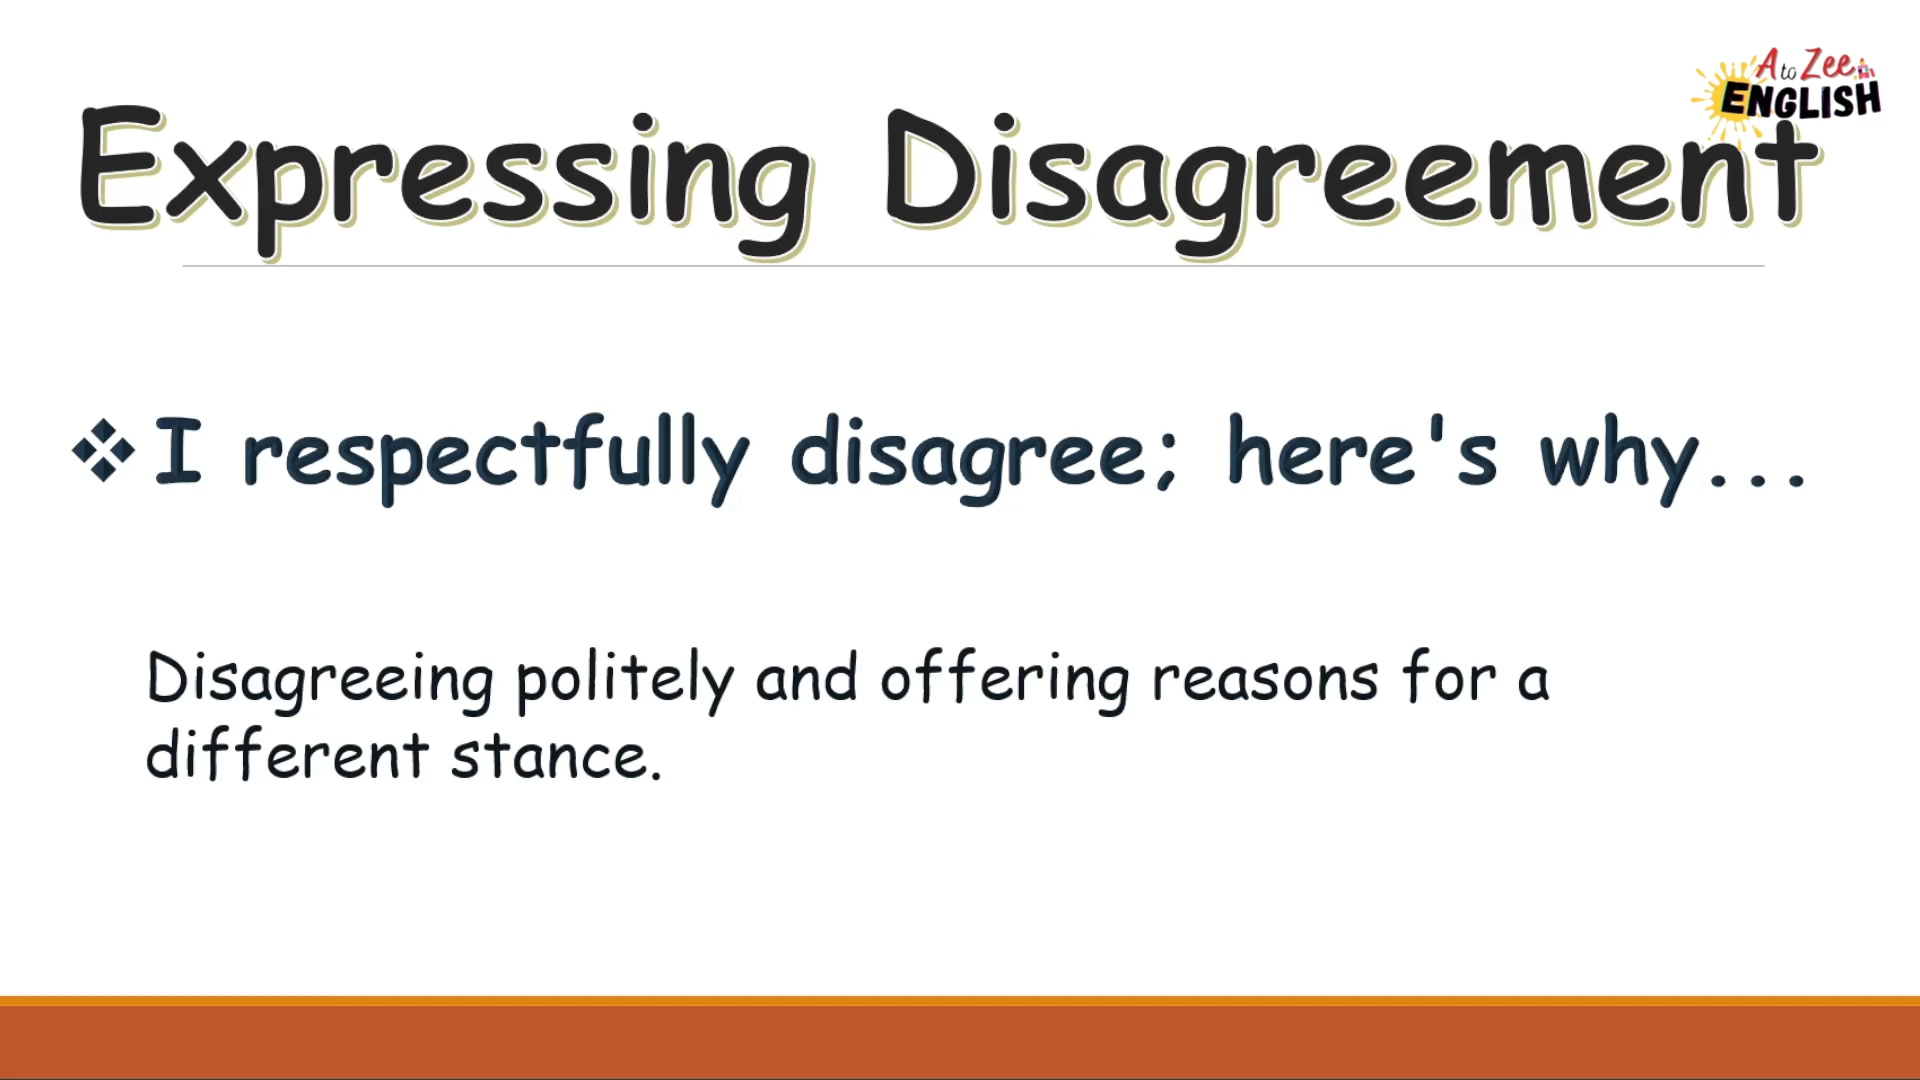 A to Zee
ENGLISH
Expressing Disagreement
❖ I respectfully disagree; here's why...
Disagreeing politely and offering reasons for a
different stance.